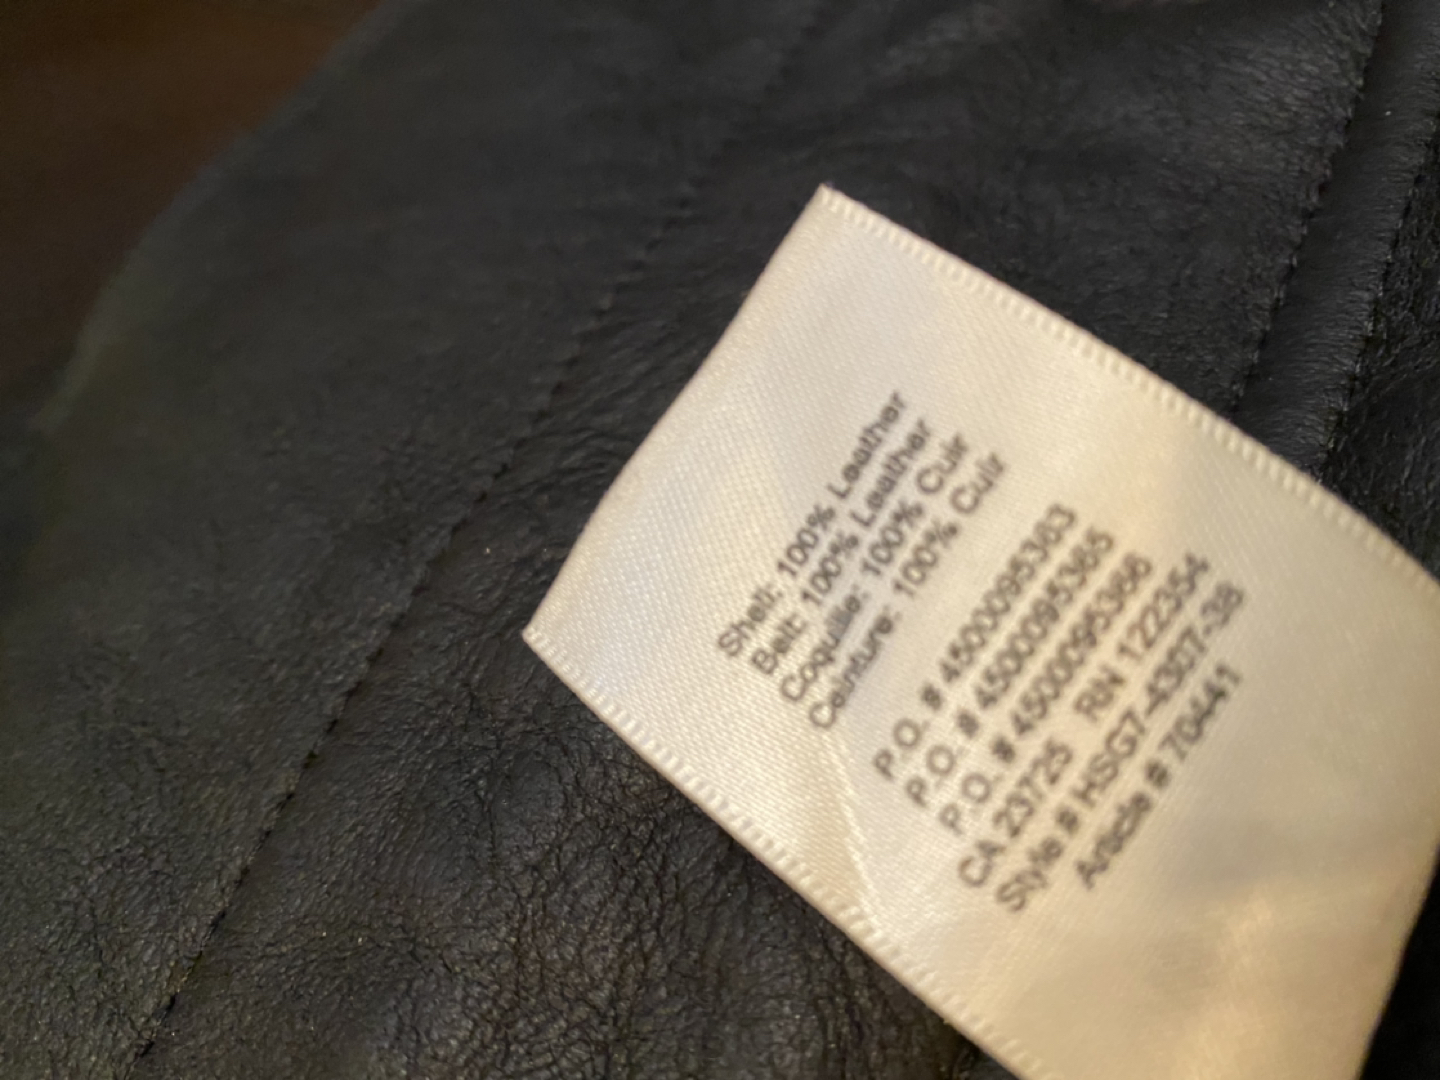 Shell: 100% Leather
Belt: 100% Leather
Coquille: 100% Cuir
Ceinture: 100% Cuir
P.O. # 4500095363
P.O. # 4500095365
P.O. # 4500095366
CA 23725 RN 122354
Style # HSG7-4307-38
Article # 70441